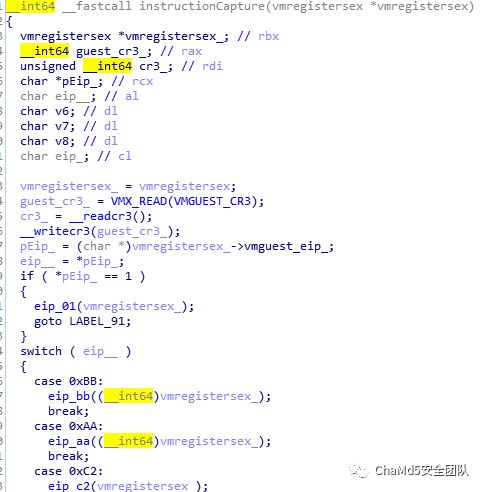 __int64 __fastcall instructionCapture(vmregistersex *vmregistersex)
{
vmregistersex *vmregistersex_; // rbx
__int64 guest_cr3_; // rax
unsigned __int64 cr3_; // rdi
char *pEip_; // rcx
char eip__; // al
char v6; // dl
char v7; // dl
char v8; // dl
char eip_; // cl
vmregistersex_ = vmregistersex;
guest_cr3_ = VMX_READ(VMGUEST_CR3);
cr3_ = __readcr3();
__writecr3(guest_cr3_);
pEip_ = (char *)vmregistersex_->vmguest_eip_;
eip__ = *pEip_;
if ( *pEip_ == 1 )
{
eip_01(vmregistersex_);
goto LABEL_91;
}
switch ( eip__ )
{
case 0xBB:
eip_bb((__int64)vmregistersex_);
break;
case 0xAA:
eip_aa((__int64)vmregistersex_);
break;
case 0xC2:
eip_c2(vmregistersex_);
ChaMd5安全团队